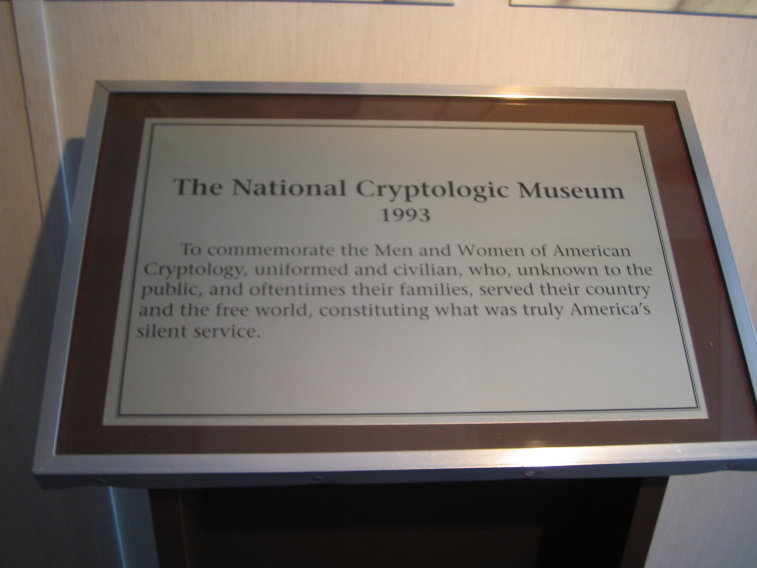 The National Cryptologic Museum
1993
To commemorate the Men and Women of American
Cryptology, uniformed and civilian, who, unknown to the
public, and oftentimes their families, served their country
and the free world, constituting what was truly America's
silent service.